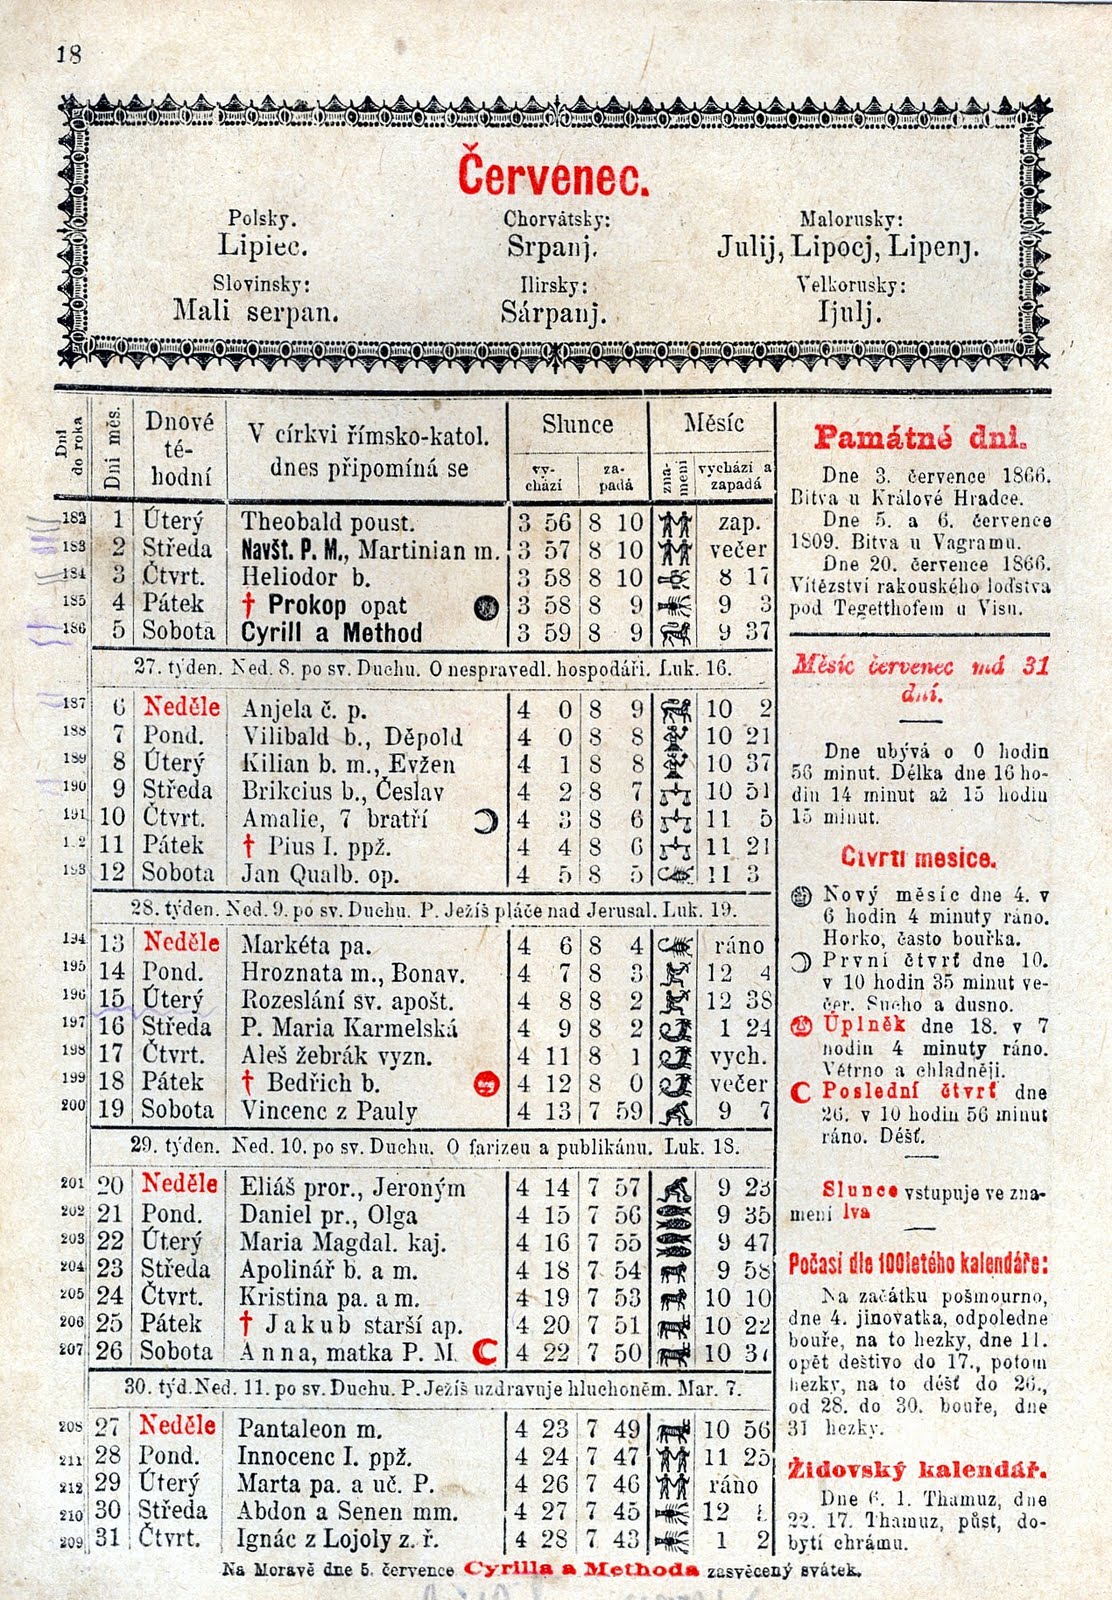 18
Červenec.
Polsky. Chorvátsky: Malorusky:
Lipiec. Srpanj. Julij, Lipocj, Lipenj.
Slovinsky: Ilirsky: Velkorusky:
Mali serpan. Sárpanj. Ijulj.
Dni do roka
Dni měs.
Dnové té-hodní
V církvi římsko-katol. dnes připomíná se
Slunce
vy-chází
za-padá
Měsíc
zna-mení
vychází a zapadá
182 1 Úterý Theobald poust. 3 56 8 10 zap.
183 2 Středa Navšt. P. M., Martinian m. 3 57 8 10 večer
184 3 Čtvrt. Heliodor b. 3 58 8 10 8 17
185 4 Pátek † Prokop opat 3 58 8 9 9 3
186 5 Sobota Cyrill a Method 3 59 8 9 9 37
27. týden. Ned. 8. po sv. Duchu. O nespravedl. hospodáři. Luk. 16.
187 6 Neděle Anjela č. p. 4 0 8 9 10 2
188 7 Pond. Vilibald b., Děpold 4 0 8 8 10 21
189 8 Úterý Kilian b. m., Evžen 4 1 8 8 10 37
190 9 Středa Brikcius b., Česlav 4 2 8 7 10 51
191 10 Čtvrt. Amalie, 7 bratří 4 3 8 6 11 5
11 Pátek † Pius I. ppž. 4 4 8 6 11 21
193 12 Sobota Jan Qualb. op. 4 5 8 5 11 3
28. týden. Ned. 9. po sv. Duchu. P. Ježíš pláče nad Jerusal. Luk. 19.
194 13 Neděle Markéta pa. 4 6 8 4 ráno
195 14 Pond. Hroznata m., Bonav. 4 7 8 3 12 4
196 15 Úterý Rozeslání sv. apošt. 4 8 8 2 12 38
197 16 Středa P. Maria Karmelská 4 9 8 2 1 24
198 17 Čtvrt. Aleš žebrák vyzn. 4 11 8 1 vych.
199 18 Pátek † Bedřich b. 4 12 8 0 večer
200 19 Sobota Vincenc z Pauly 4 13 7 59 9 7
29. týden. Ned. 10. po sv. Duchu. O farizeu a publikánu. Luk. 18.
201 20 Neděle Eliáš pror., Jeroným 4 14 7 57 9 23
202 21 Pond. Daniel pr., Olga 4 15 7 56 9 35
203 22 Úterý Maria Magdal. kaj. 4 16 7 55 9 47
204 23 Středa Apolinář b. a m. 4 18 7 54 9 58
205 24 Čtvrt. Kristina pa. a m. 4 19 7 53 10 10
206 25 Pátek † Jakub starší ap. 4 20 7 51 10 22
207 26 Sobota Anna, matka P. M. 4 22 7 50 10 37
30. týd. Ned. 11. po sv. Duchu. P. Ježíš uzdravuje hluchoněm. Mar. 7.
208 27 Neděle Pantaleon m. 4 23 7 49 10 56
211 28 Pond. Innocenc I. ppž. 4 24 7 47 11 25
212 29 Úterý Marta pa. a uč. P. 4 26 7 46 ráno
210 30 Středa Abdon a Senen mm. 4 27 7 45 12
209 31 Čtvrt. Ignác z Lojoly z. ř. 4 28 7 43 1 2
Na Moravě dne 5. července Cyrilla a Methoda zasvěcený svátek.
Památné dni.
Dne 3. července 1866.
Bitva u Králové Hradce.
Dne 5. a 6. července
1809. Bitva u Vagramu.
Dne 20. července 1866.
Vítězství rakouského loďstva
pod Tegetthofem u Visu.
Měsíc červenec má 31
dní.
Dne ubývá o 0 hodin
56 minut. Délka dne 16 ho-
din 14 minut až 15 hodin
15 minut.
Čtvrti měsíce.
Nový měsíc dne 4. v
6 hodin 4 minuty ráno.
Horko, často bouřka.
První čtvrť dne 10.
v 10 hodin 35 minut ve-
čer. Sucho a dusno.
Úplněk dne 18. v 7
hodin 4 minuty ráno.
Větrno a chladněji.
Poslední čtvrť dne
26. v 10 hodin 56 minut
ráno. Déšť.
Slunce vstupuje ve zna-
mení lva
Počasí dle 100letého kalendáře:
Na začátku pošmourno,
dne 4. jinovatka, odpoledne
bouře, na to hezky, dne 11.
opět deštivo do 17., potom
hezky, na to déšť do 26.,
od 28. do 30. bouře, dne
31 hezky.
Židovský kalendář.
Dne 6. 1. Thamuz, dne
22. 17. Thamuz, půst, do-
bytí chrámu.